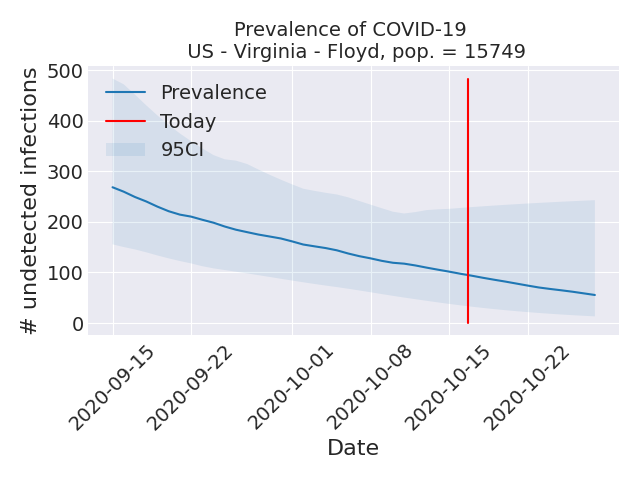 Prevalence of COVID-19
US - Virginia - Floyd, pop. = 15749
# undetected infections
500
400
300
200
100
0
Prevalence
Today
95CI
2020-09-15
2020-09-22
2020-10-01
2020-10-08
2020-10-15
2020-10-22
Date